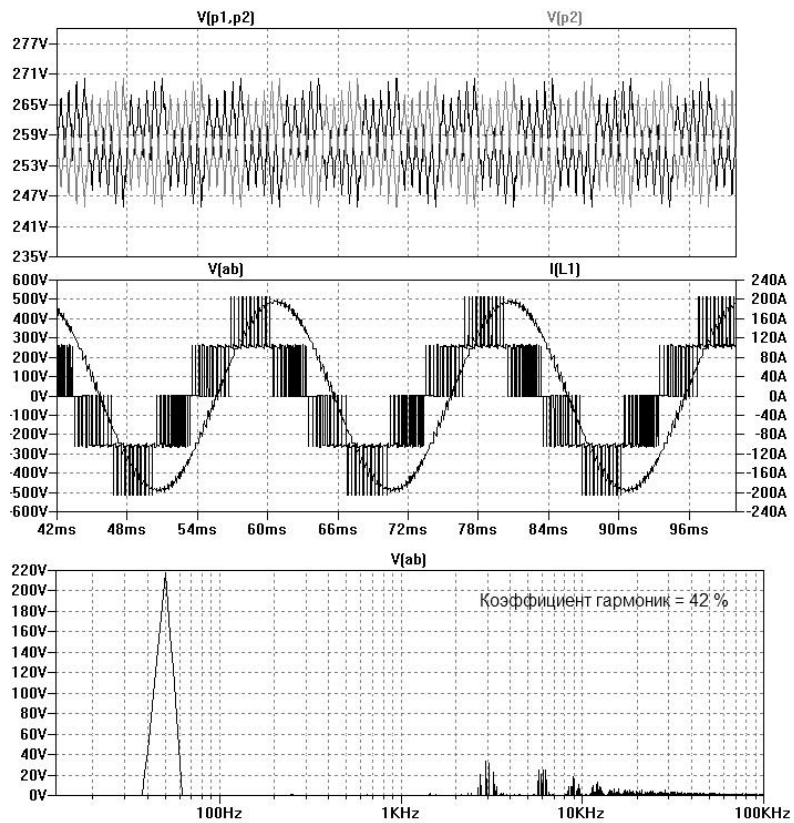 V(p1,p2) V(p2)
277V
271V
265V
259V
253V
247V
241V
235V
V(ab) I(L1)
600V 240A
500V 200A
400V 160A
300V 120A
200V 80A
100V 40A
0V 0A
-100V -40A
-200V -80A
-300V -120A
-400V -160A
-500V -200A
-600V -240A
42ms 48ms 54ms 60ms 66ms 72ms 78ms 84ms 90ms 96ms
V(ab)
220V
200V
Коэффициент гармоник = 42 %
180V
160V
140V
120V
100V
80V
60V
40V
20V
0V
100Hz 1KHz 10KHz 100KHz